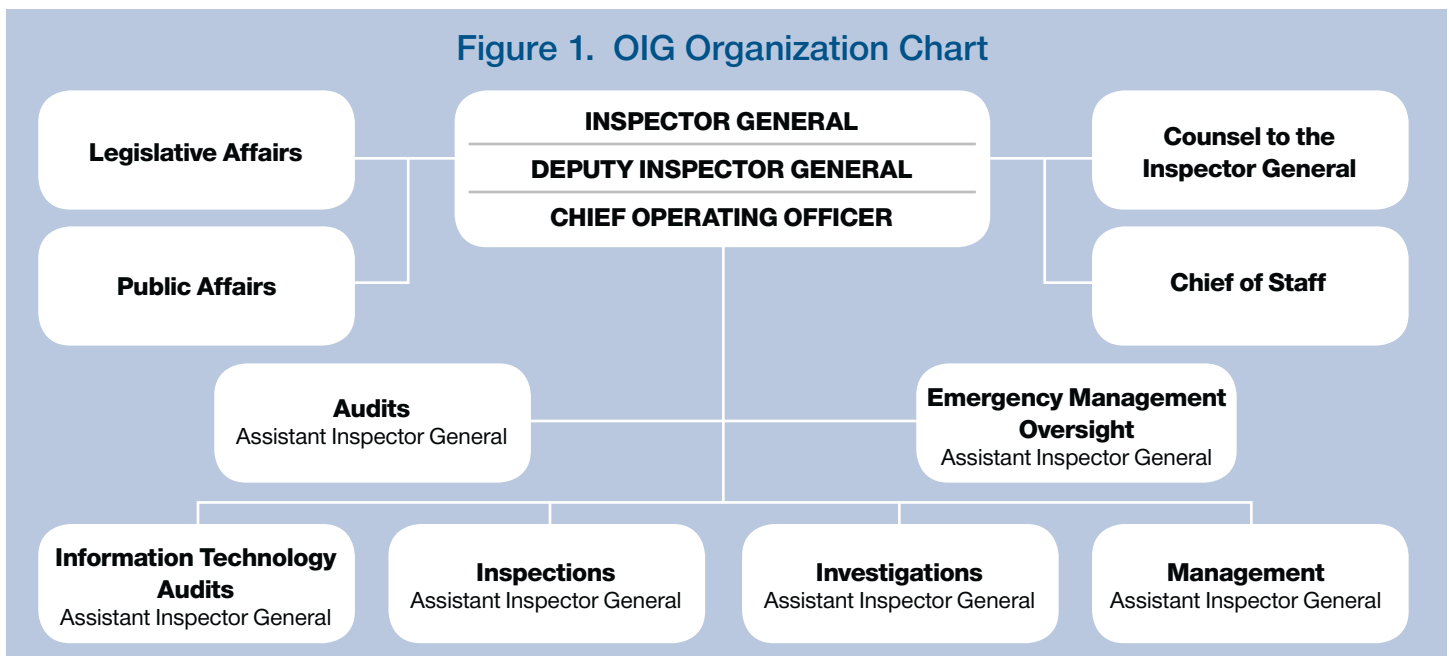 Figure 1. OIG Organization Chart
Legislative Affairs
INSPECTOR GENERAL
DEPUTY INSPECTOR GENERAL
CHIEF OPERATING OFFICER
Counsel to the
Inspector General
Public Affairs
Chief of Staff
Audits
Assistant Inspector General
Emergency Management
Oversight
Assistant Inspector General
Information Technology
Audits
Assistant Inspector General
Inspections
Assistant Inspector General
Investigations
Assistant Inspector General
Management
Assistant Inspector General